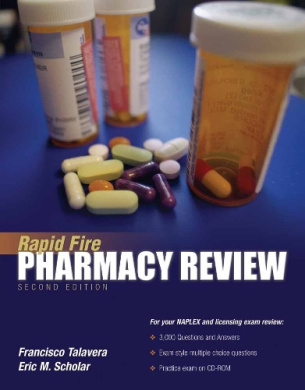 Rapid Fire
PHARMACY REVIEW
SECOND EDITION
For your NAPLEX and licensing exam review:
3,000 Questions and Answers
Exam style multiple choice questions
Practice exam on CD-ROM
Francisco Talavera
Eric M. Scholar